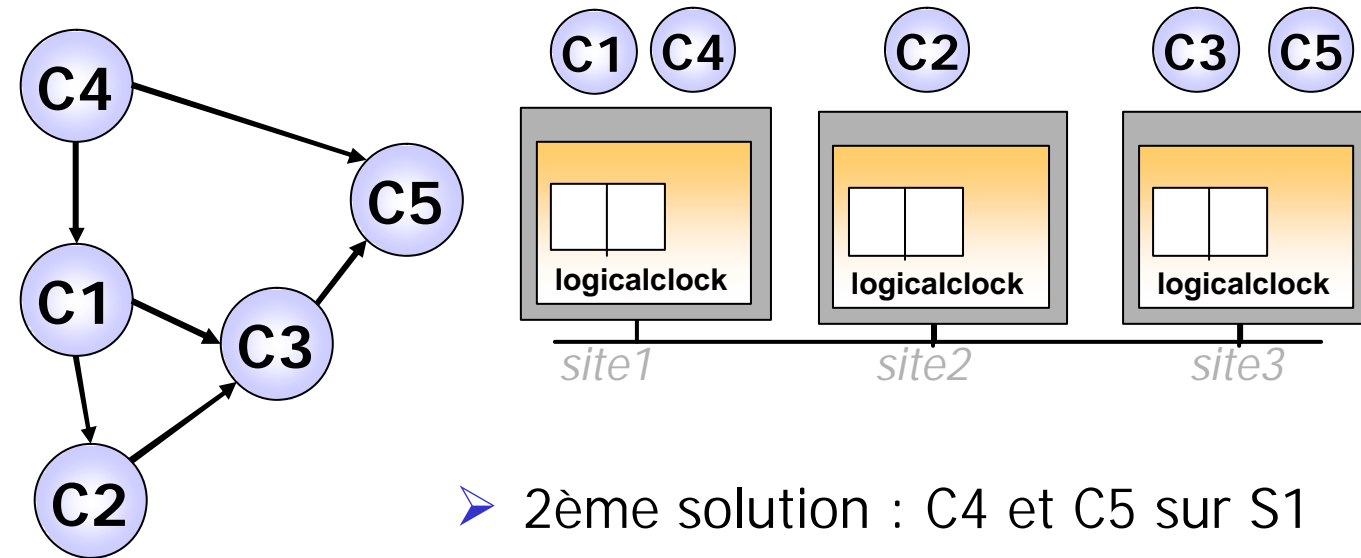 C4
C5
C1
C3
C2
C1 C4 C2 C3 C5
logicalclock logicalclock logicalclock
site1 site2 site3
2ème solution : C4 et C5 sur S1